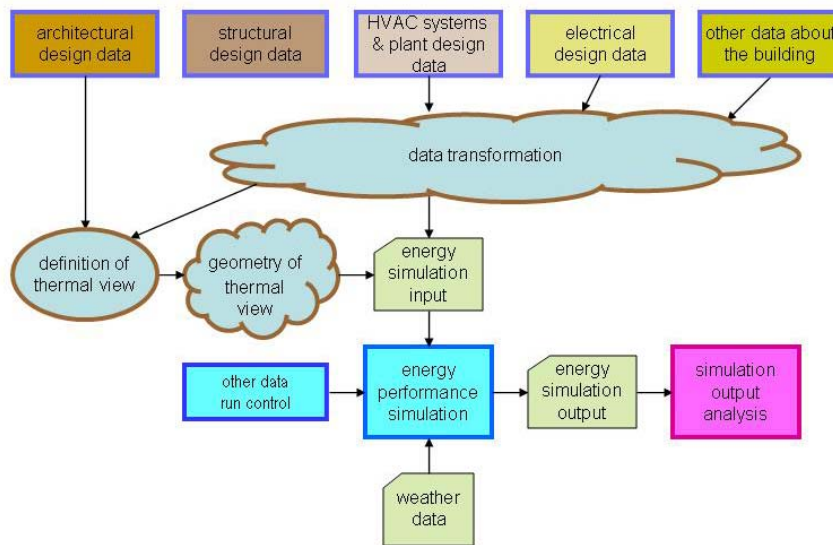 architectural
design data
structural
design data
HVAC systems
& plant design
data
electrical
design data
other data about
the building
data transformation
definition of
thermal view
geometry of
thermal
view
energy
simulation
input
other data
run control
energy
performance
simulation
energy
simulation
output
simulation
output
analysis
weather
data